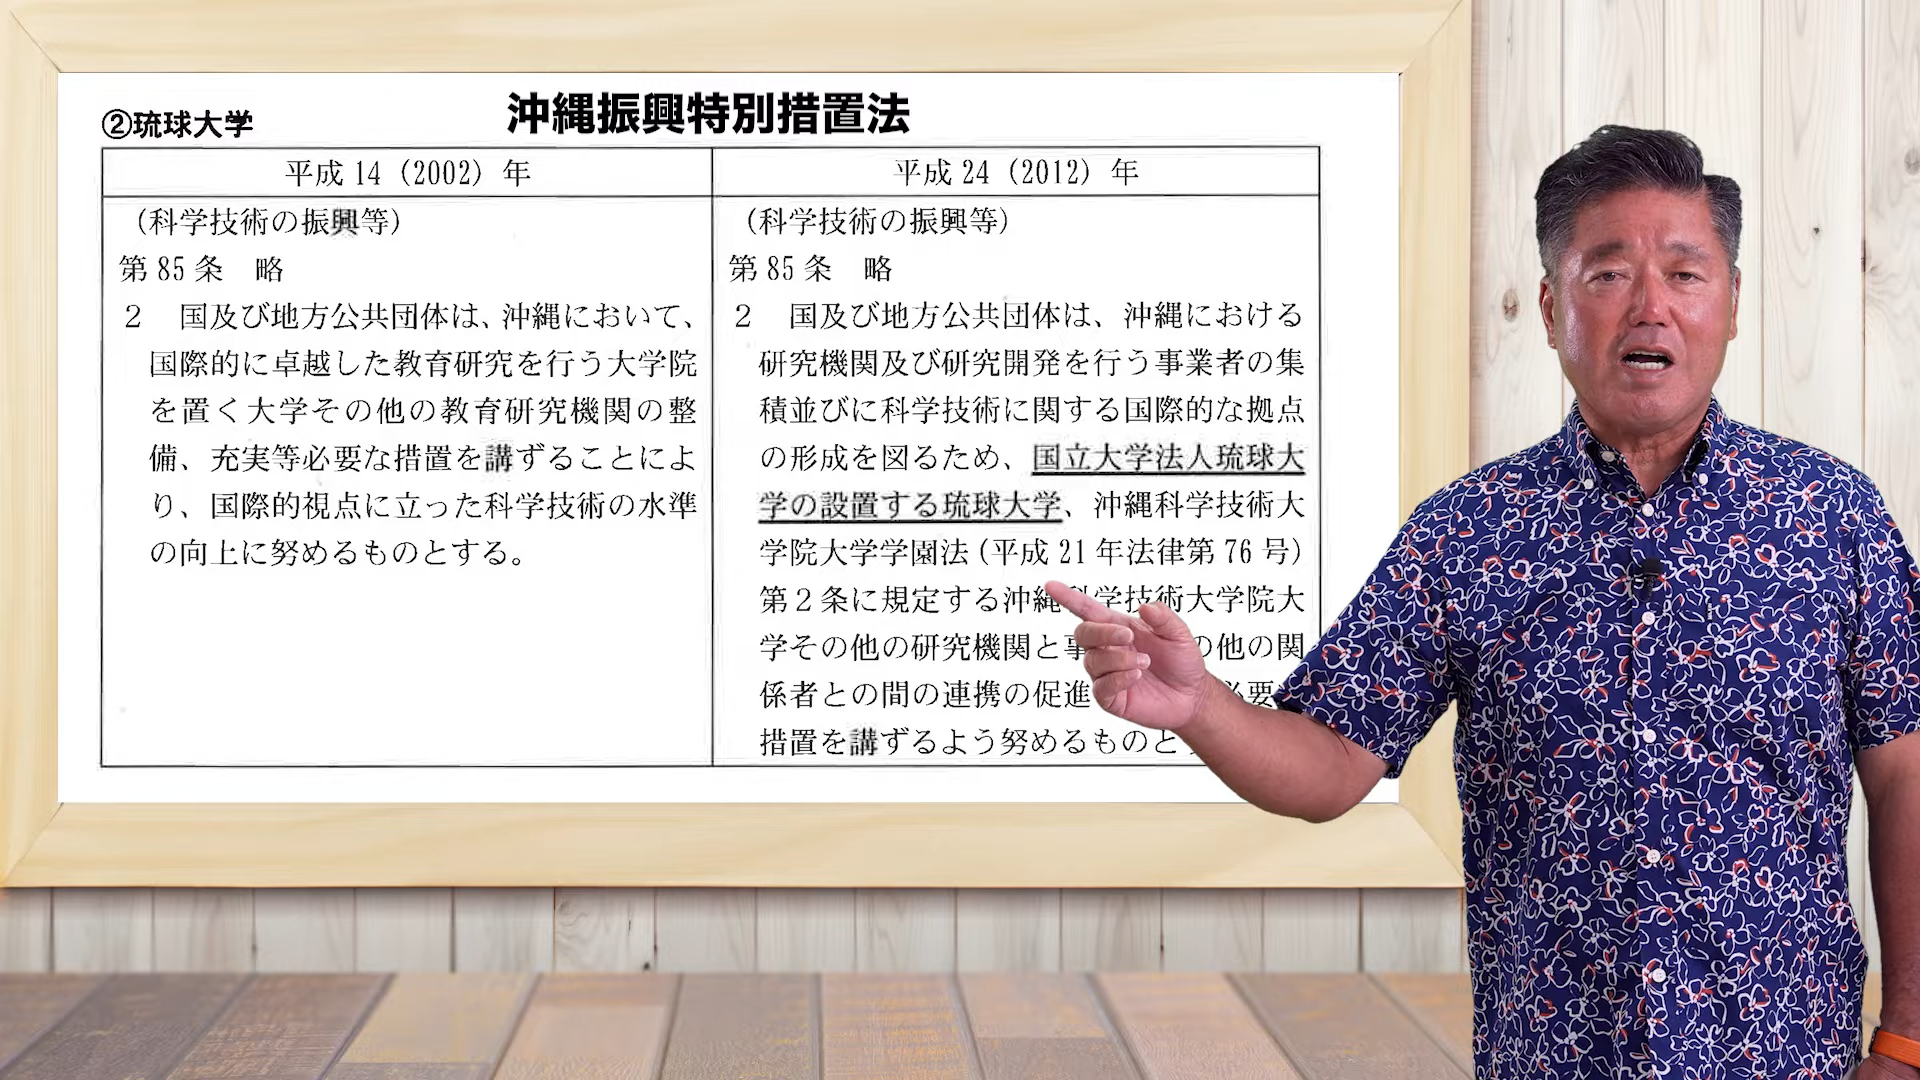 ②琉球大学
沖縄振興特別措置法
平成14（2002）年
（科学技術の振興等）
第85条　略
２　国及び地方公共団体は、沖縄において、
国際的に卓越した教育研究を行う大学院
を置く大学その他の教育研究機関の整
備、充実等必要な措置を講ずることによ
り、国際的視点に立った科学技術の水準
の向上に努めるものとする。
平成24（2012）年
（科学技術の振興等）
第85条　略
２　国及び地方公共団体は、沖縄における
研究機関及び研究開発を行う事業者の集
積並びに科学技術に関する国際的な拠点
の形成を図るため、国立大学法人琉球大
学の設置する琉球大学、沖縄科学技術大
学院大学学園法（平成21年法律第76号）
第２条に規定する沖縄科学技術大学院大
学その他の研究機関と事 の他の関
係者との間の連携の促進 必要
措置を講ずるよう努めるものと